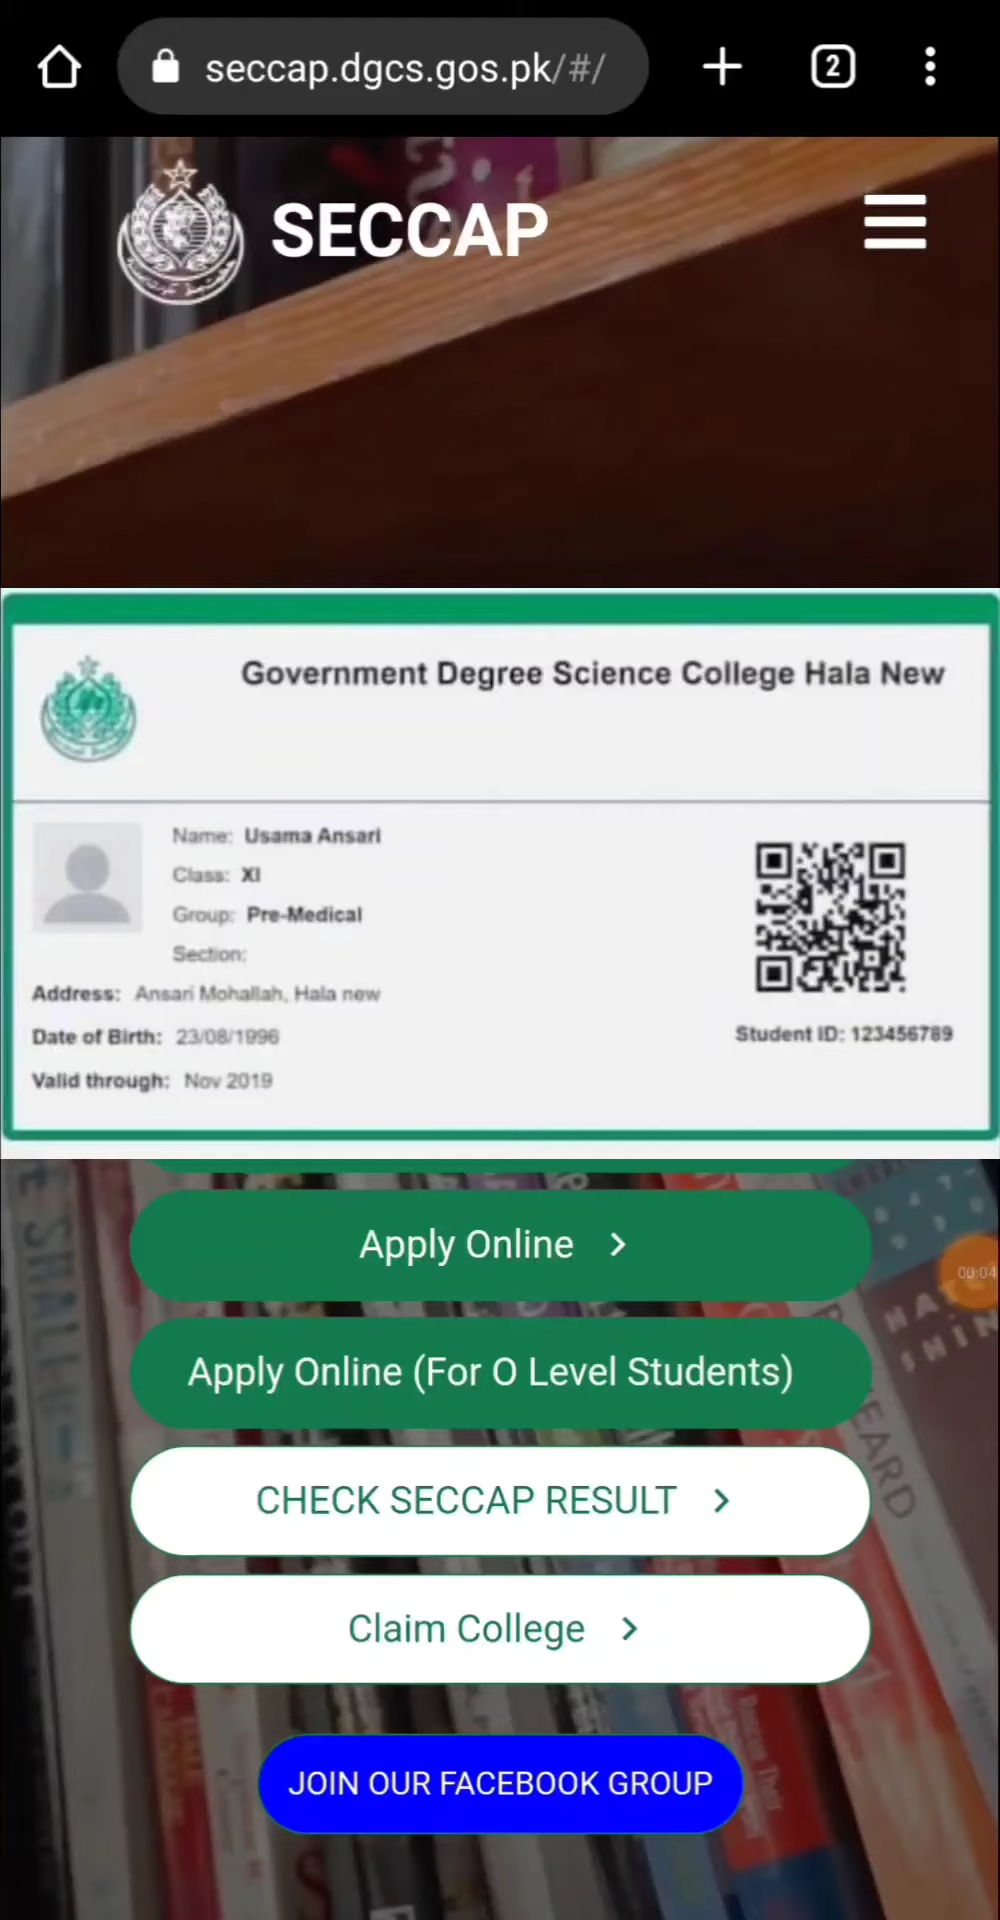 seccap.dgcs.gos.pk/#/
2
SECCAP
Government Degree Science College Hala New
Name: Usama Ansari
Class: XI
Group: Pre-Medical
Section:
Address: Ansari Mohallah, Hala new
Date of Birth: 23/08/1996
Valid through: Nov 2019
Student ID: 123456789
Apply Online >
00:04
Apply Online (For O Level Students)
CHECK SECCAP RESULT >
Claim College >
JOIN OUR FACEBOOK GROUP